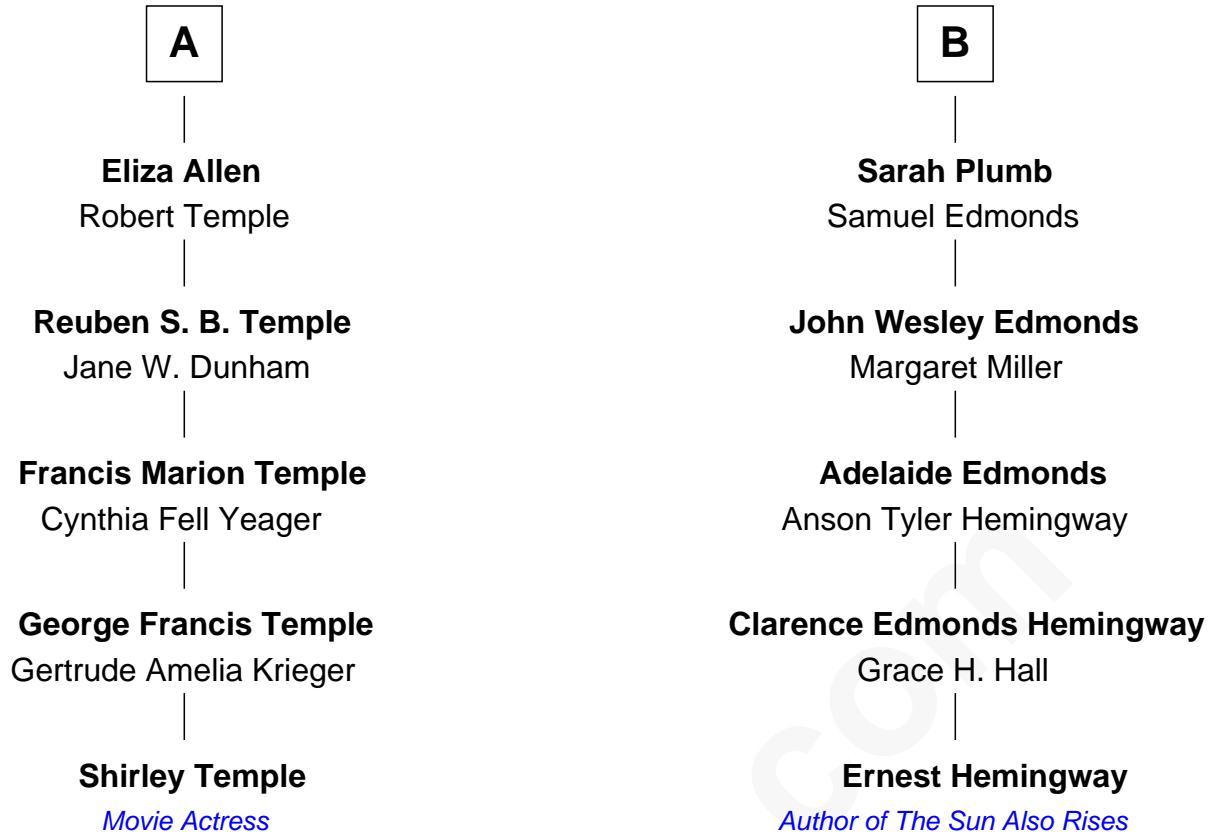 A
Eliza Allen
Robert Temple
Reuben S. B. Temple
Jane W. Dunham
Francis Marion Temple
Cynthia Fell Yeager
George Francis Temple
Gertrude Amelia Krieger
Shirley Temple
Movie Actress
B
Sarah Plumb
Samuel Edmonds
John Wesley Edmonds
Margaret Miller
Adelaide Edmonds
Anson Tyler Hemingway
Clarence Edmonds Hemingway
Grace H. Hall
Ernest Hemingway
Author of The Sun Also Rises
com